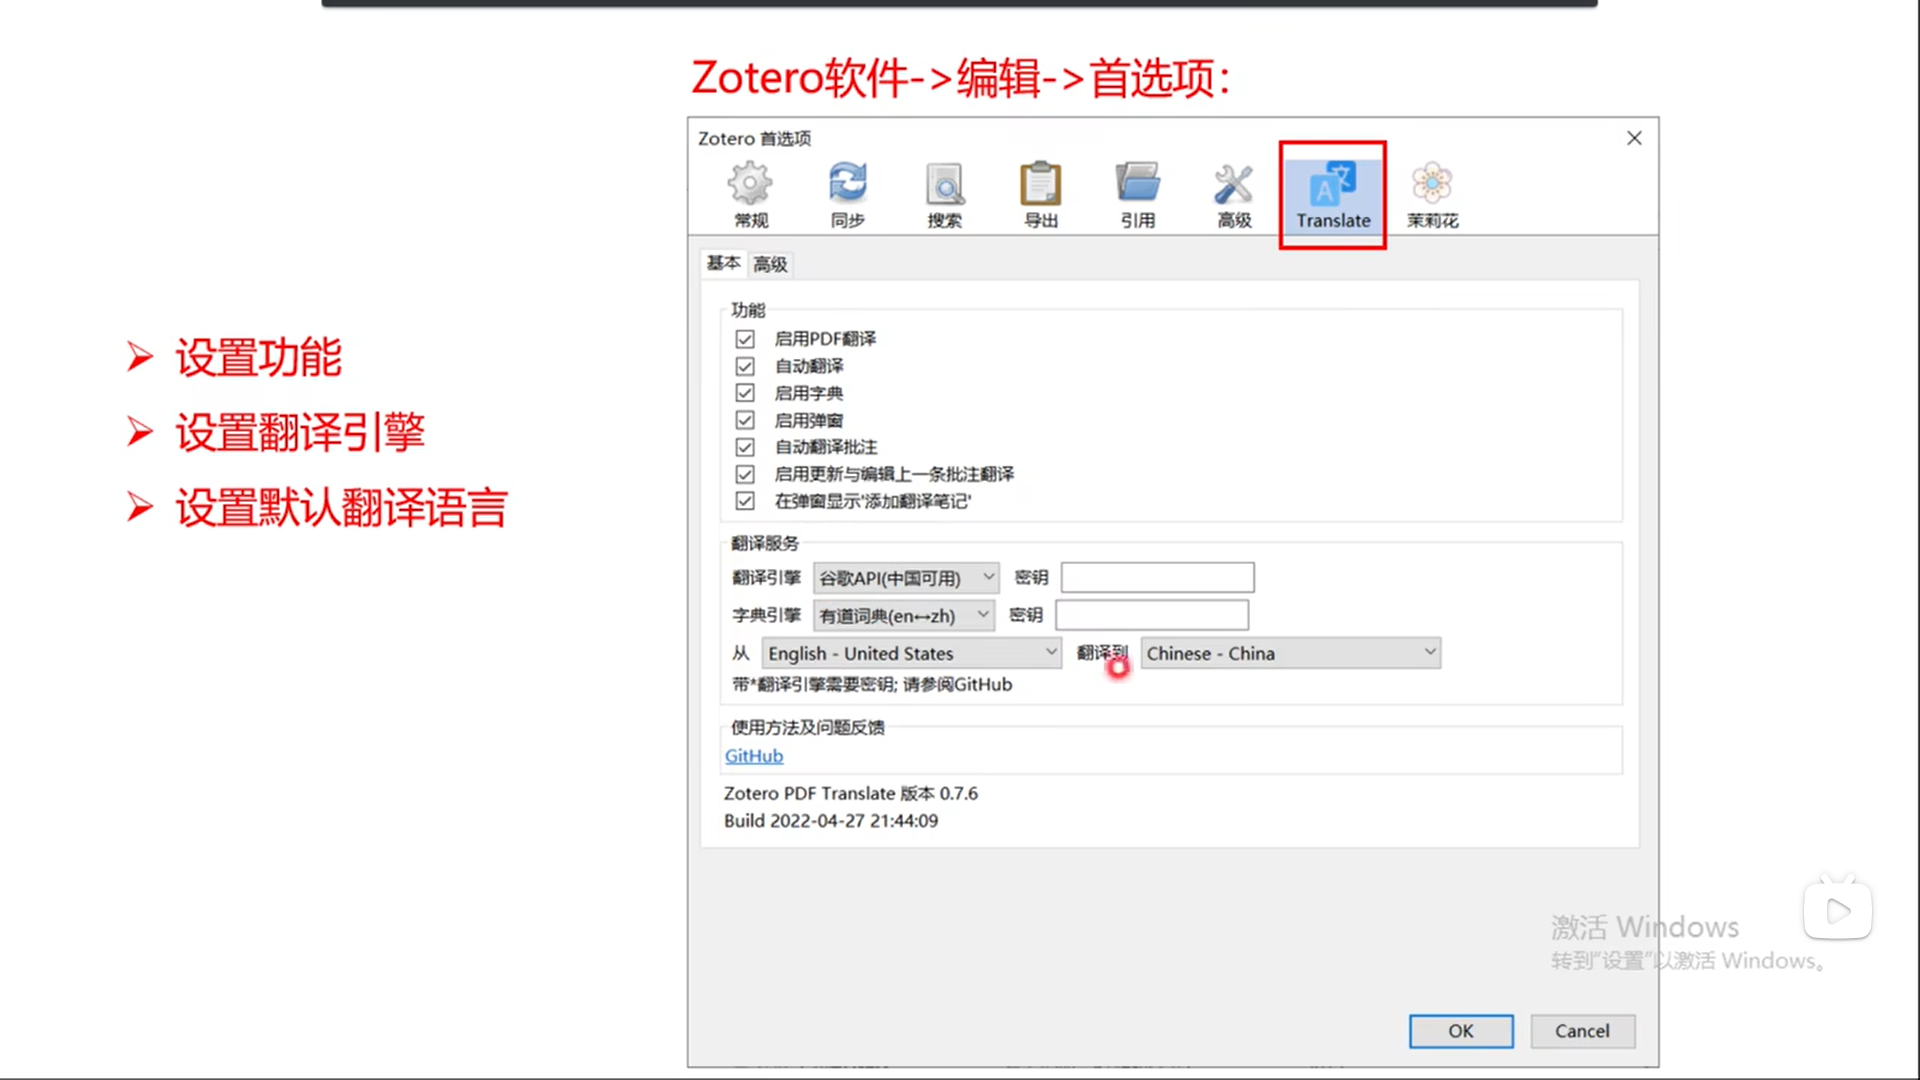 Zotero软件->编辑->首选项：
Zotero 首选项
常规 同步 搜索 导出 引用 高级 Translate 茉莉花
基本 高级
设置功能
设置翻译引擎
设置默认翻译语言
功能
启用PDF翻译
自动翻译
启用字典
启用弹窗
自动翻译批注
启用更新与编辑上一条批注翻译
在弹窗显示'添加翻译笔记'
翻译服务
翻译引擎 谷歌API(中国可用) 密钥
字典引擎 有道词典(en↔zh) 密钥
从 English - United States 翻译到 Chinese - China
带*翻译引擎需要密钥; 请参阅GitHub
使用方法及问题反馈
GitHub
Zotero PDF Translate 版本 0.7.6
Build 2022-04-27 21:44:09
激活 Windows
转到"设置"以激活 Windows。
OK Cancel